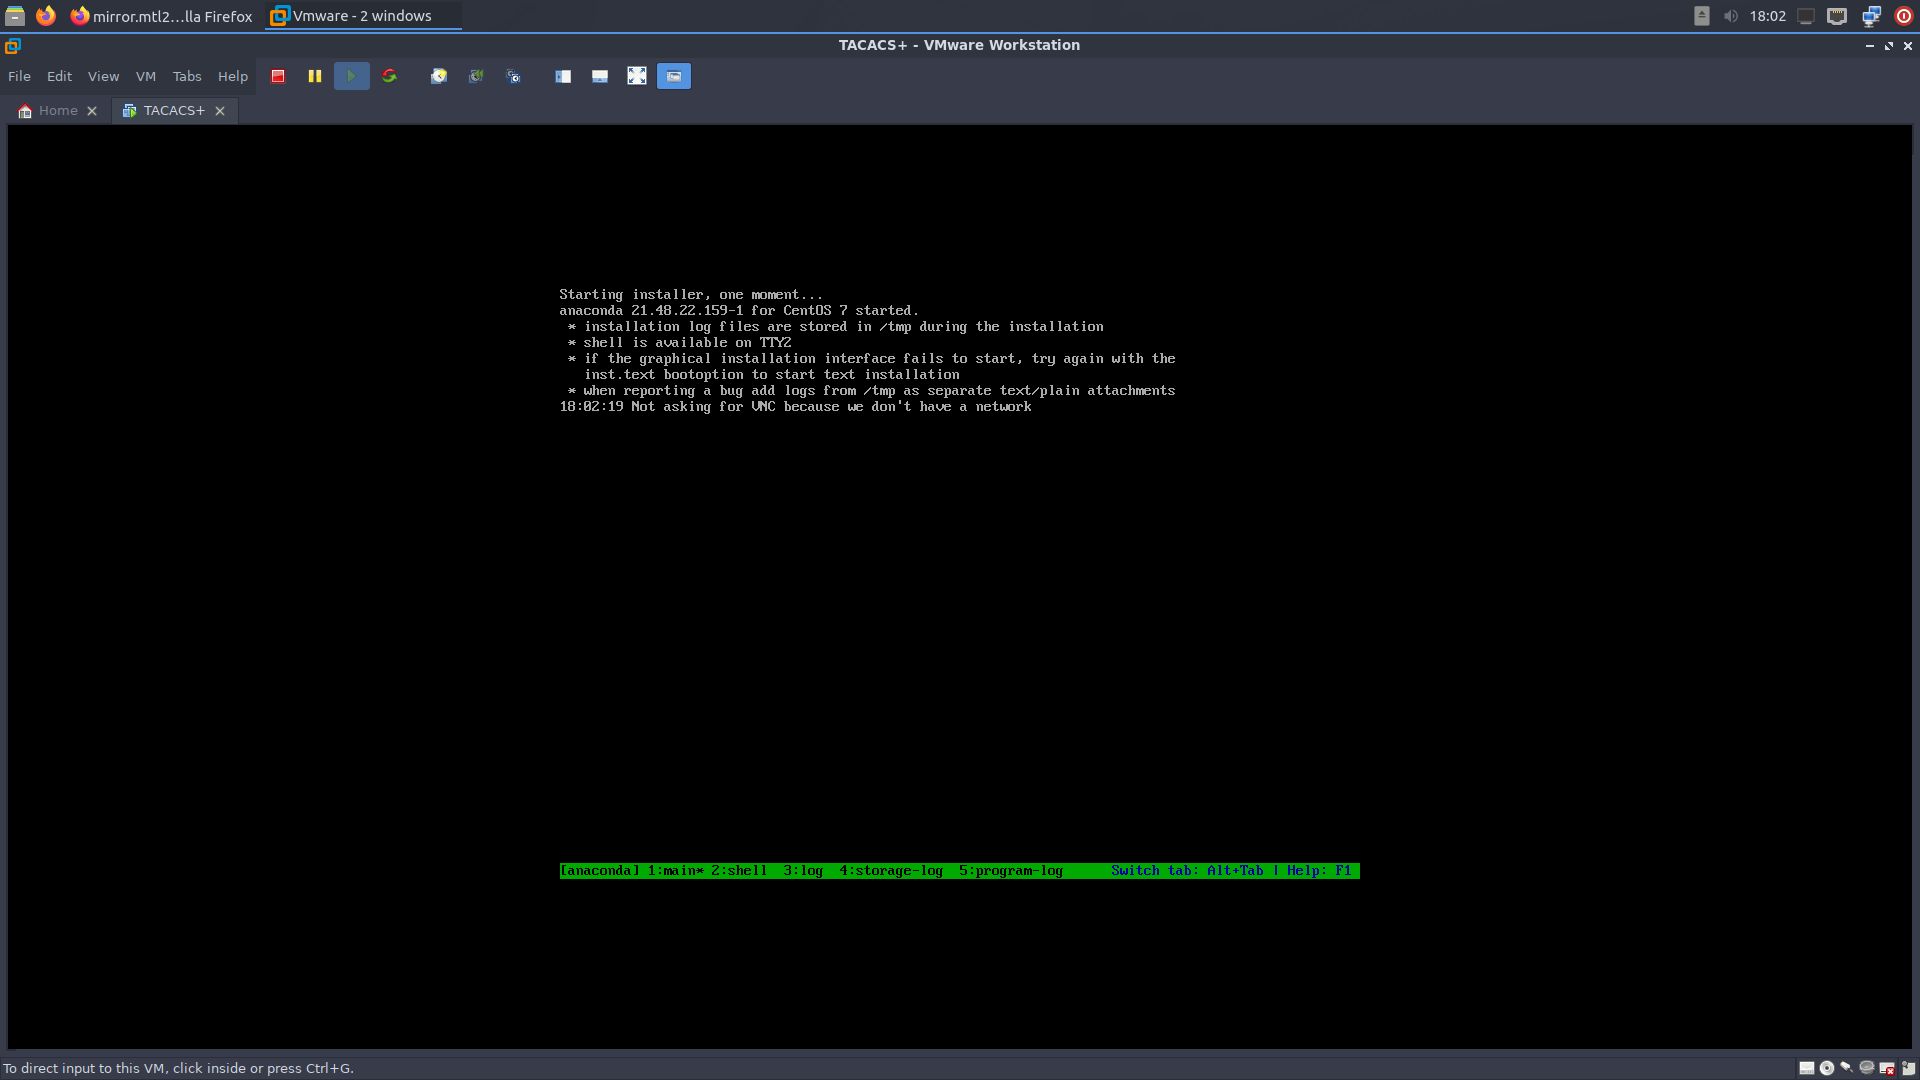 mirror.mtl2...lla Firefox
Vmware - 2 windows
18:02
TACACS+ - VMware Workstation
File Edit View VM Tabs Help
Home TACACS+
Starting installer, one moment...
anaconda 21.48.22.159-1 for CentOS 7 started.
* installation log files are stored in /tmp during the installation
* shell is available on TTY2
* if the graphical installation interface fails to start, try again with the
inst.text bootoption to start text installation
* when reporting a bug add logs from /tmp as separate text/plain attachments
18:02:19 Not asking for VNC because we don't have a network
[anaconda] 1:main* 2:shell 3:log 4:storage-log 5:program-log Switch tab: Alt+Tab | Help: F1
To direct input to this VM, click inside or press Ctrl+G.